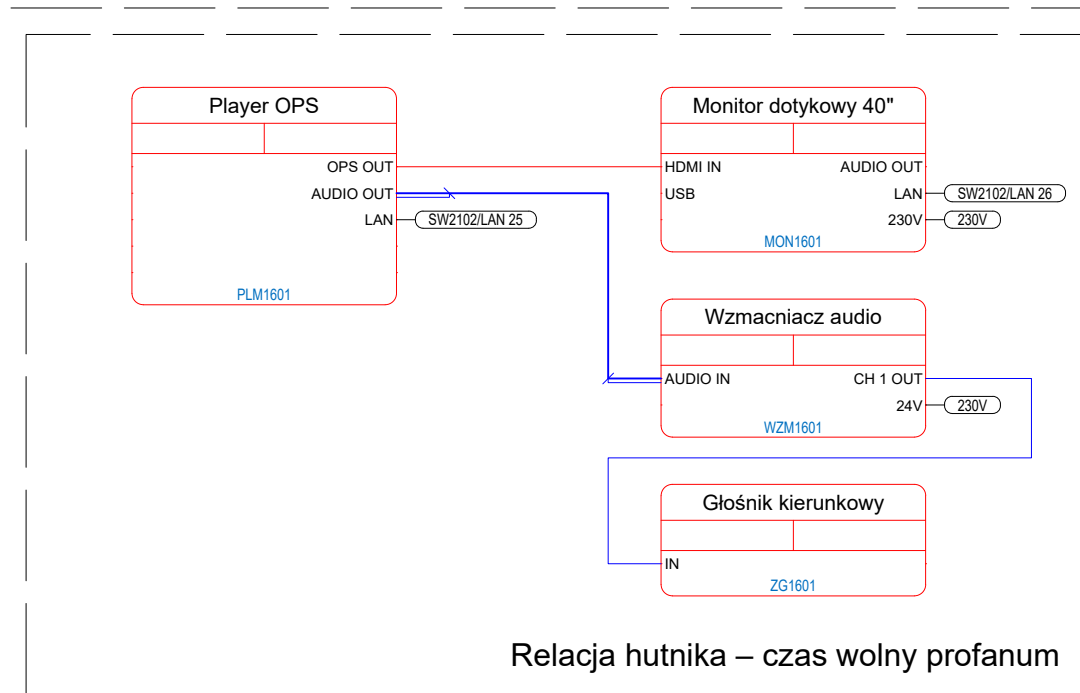 Player OPS
OPS OUT
AUDIO OUT
LAN
SW2102/LAN 25
PLM1601
Monitor dotykowy 40"
HDMI IN
AUDIO OUT
USB
LAN
SW2102/LAN 26
230V
230V
MON1601
Wzmacniacz audio
AUDIO IN
CH 1 OUT
24V
230V
WZM1601
Głośnik kierunkowy
IN
ZG1601
Relacja hutnika – czas wolny profanum